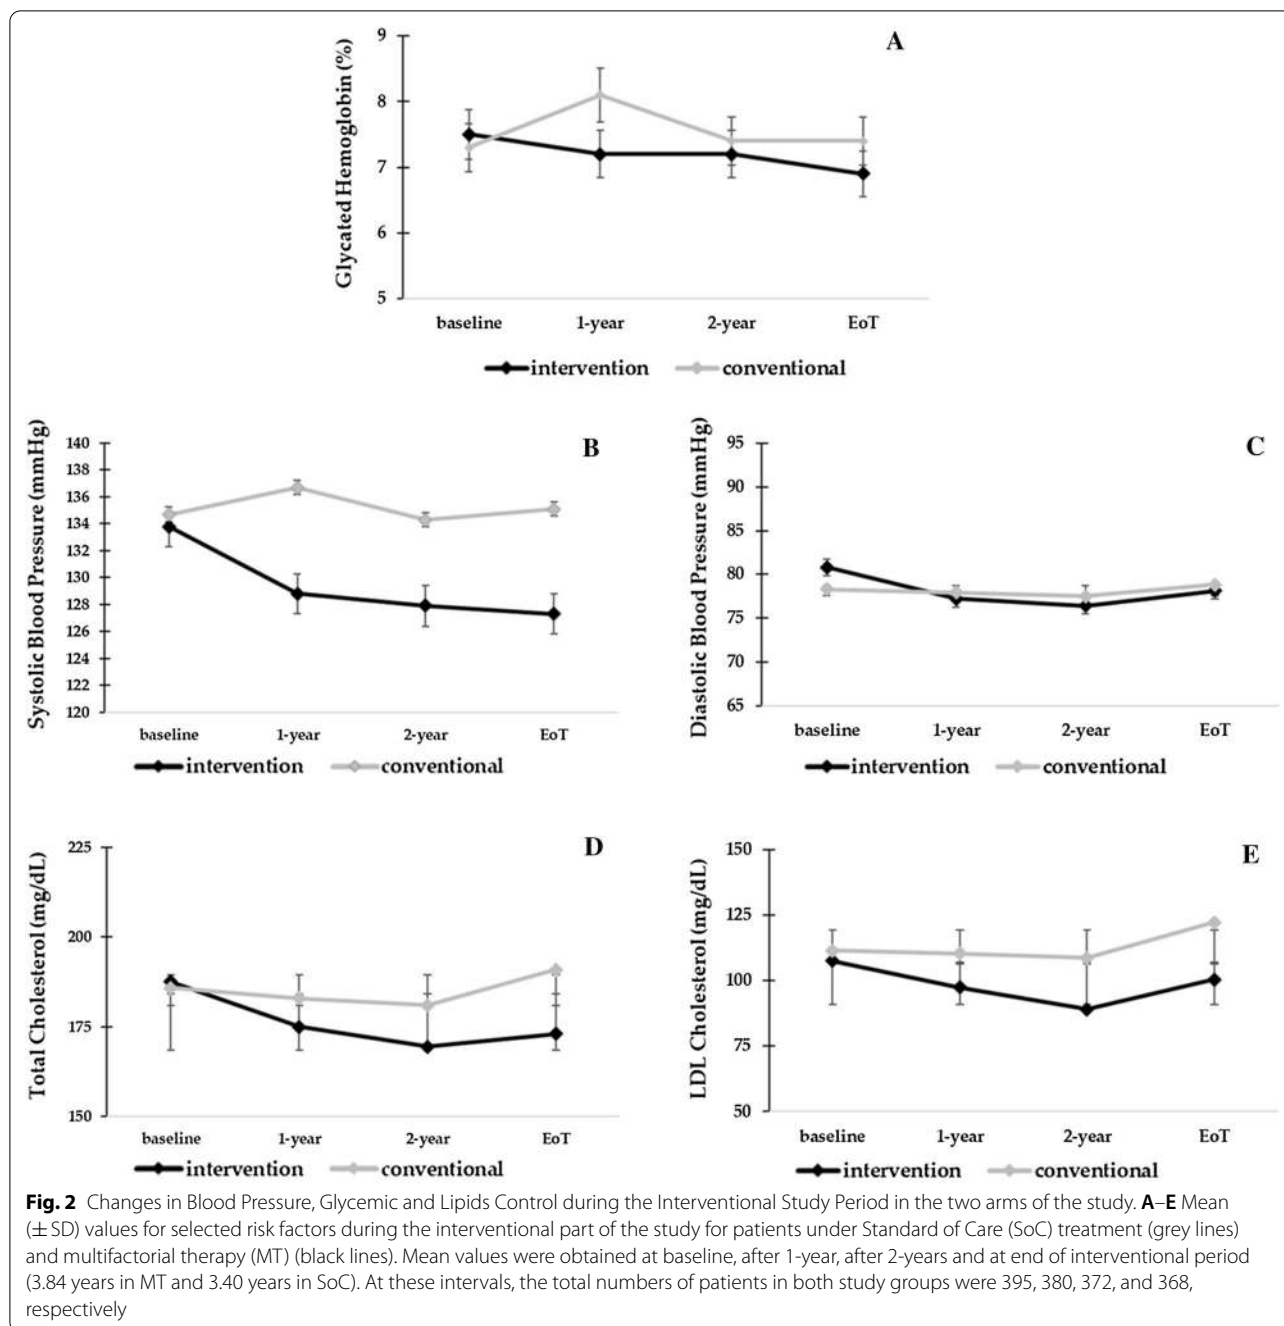 A
Glycated Hemoglobin (%)
9
8
7
6
5
baseline 1-year 2-year EoT
intervention conventional
B
Systolic Blood Pressure (mmHg)
140
138
136
134
132
130
128
126
124
122
120
baseline 1-year 2-year EoT
intervention conventional
C
Diastolic Blood Pressure (mmHg)
95
90
85
80
75
70
65
baseline 1-year 2-year EoT
intervention conventional
D
Total Cholesterol (mg/dL)
225
200
175
150
baseline 1-year 2-year EoT
intervention conventional
E
LDL Cholesterol (mg/dL)
150
125
100
75
50
baseline 1-year 2-year EoT
intervention conventional
Fig. 2 Changes in Blood Pressure, Glycemic and Lipids Control during the Interventional Study Period in the two arms of the study. A–E Mean
(± SD) values for selected risk factors during the interventional part of the study for patients under Standard of Care (SoC) treatment (grey lines)
and multifactorial therapy (MT) (black lines). Mean values were obtained at baseline, after 1-year, after 2-years and at end of interventional period
(3.84 years in MT and 3.40 years in SoC). At these intervals, the total numbers of patients in both study groups were 395, 380, 372, and 368,
respectively